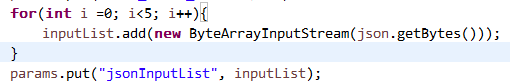 for(int i =0; i<5; i++){
inputList.add(new ByteArrayInputStream(json.getBytes()));
}
params.put("jsonInputList", inputList);